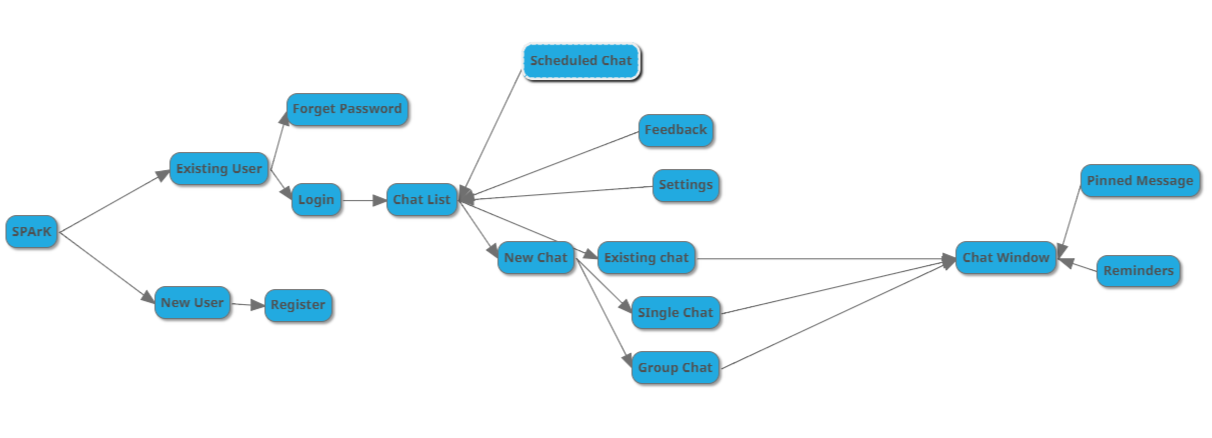 Scheduled Chat
Forget Password
Feedback
Existing User
Settings
Pinned Message
Login
Chat List
SPArK
New Chat
Existing chat
Chat Window
Reminders
New User
Register
SIngle Chat
Group Chat